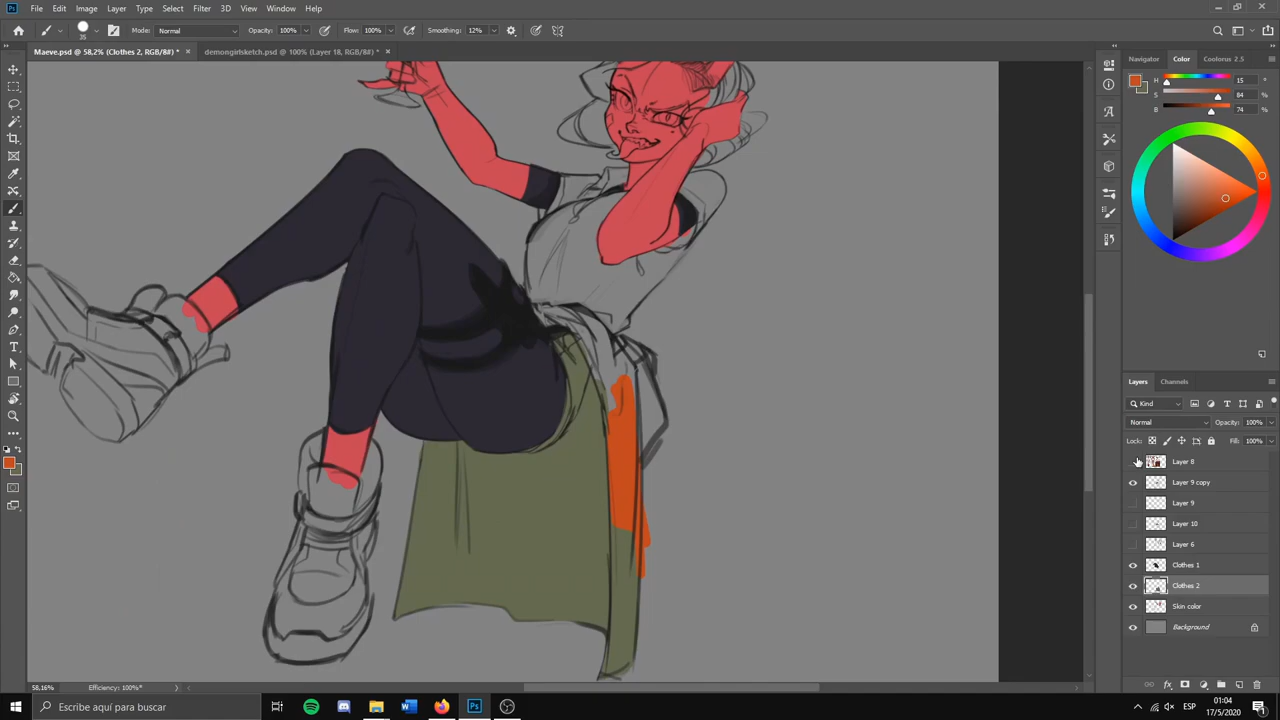 File Edit Image Layer Type Select Filter 3D View Window Help
35 Mode: Normal Opacity: 100% Flow: 100% Smoothing: 12%
Maeve.psd @ 58,2% (Clothes 2, RGB/8#) * × demongirlsketch.psd @ 100% (Layer 18, RGB/8#) * ×
Navigator Color Coolorus 2.5
H 15 °
S 84 %
B 74 %
Layers Channels
Kind
Normal Opacity: 100%
Lock: Fill: 100%
Layer 8
Layer 9 copy
Layer 9
Layer 10
Layer 6
Clothes 1
Clothes 2
Skin color
Background
58,16% Efficiency: 100%*
Escribe aquí para buscar
ESP
01:04
17/5/2020